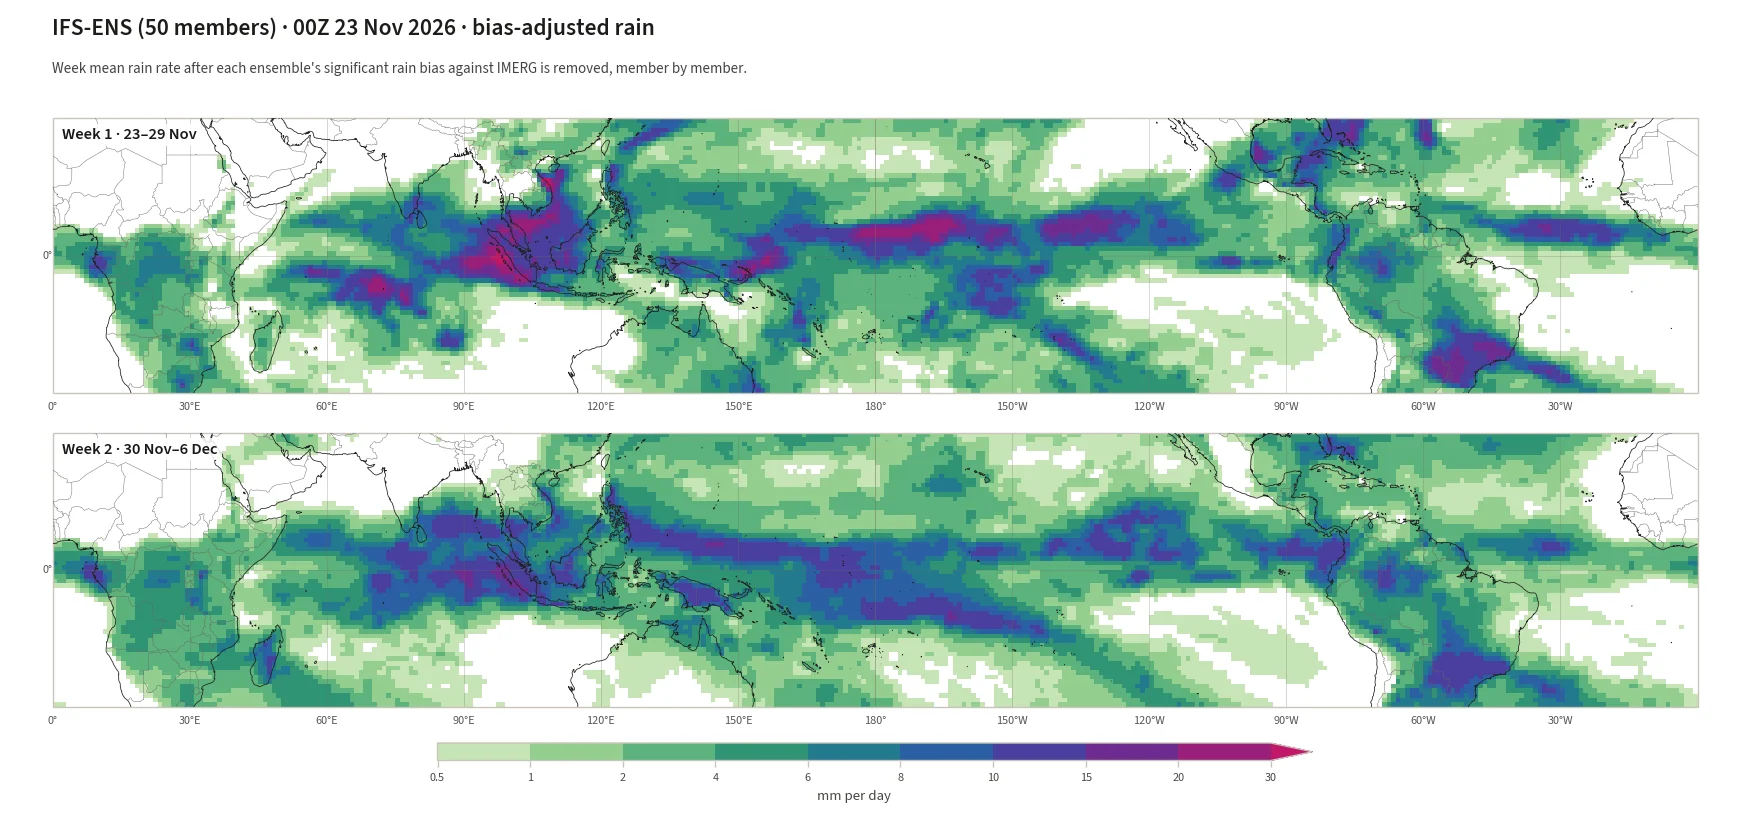 IFS-ENS (50 members) · 00Z 23 Nov 2026 · bias-adjusted rain
Week mean rain rate after each ensemble's significant rain bias against IMERG is removed, member by member.
Week 1 · 23–29 Nov
0°
0° 30°E 60°E 90°E 120°E 150°E 180° 150°W 120°W 90°W 60°W 30°W
Week 2 · 30 Nov–6 Dec
0°
0° 30°E 60°E 90°E 120°E 150°E 180° 150°W 120°W 90°W 60°W 30°W
0.5 1 2 4 6 8 10 15 20 30
mm per day